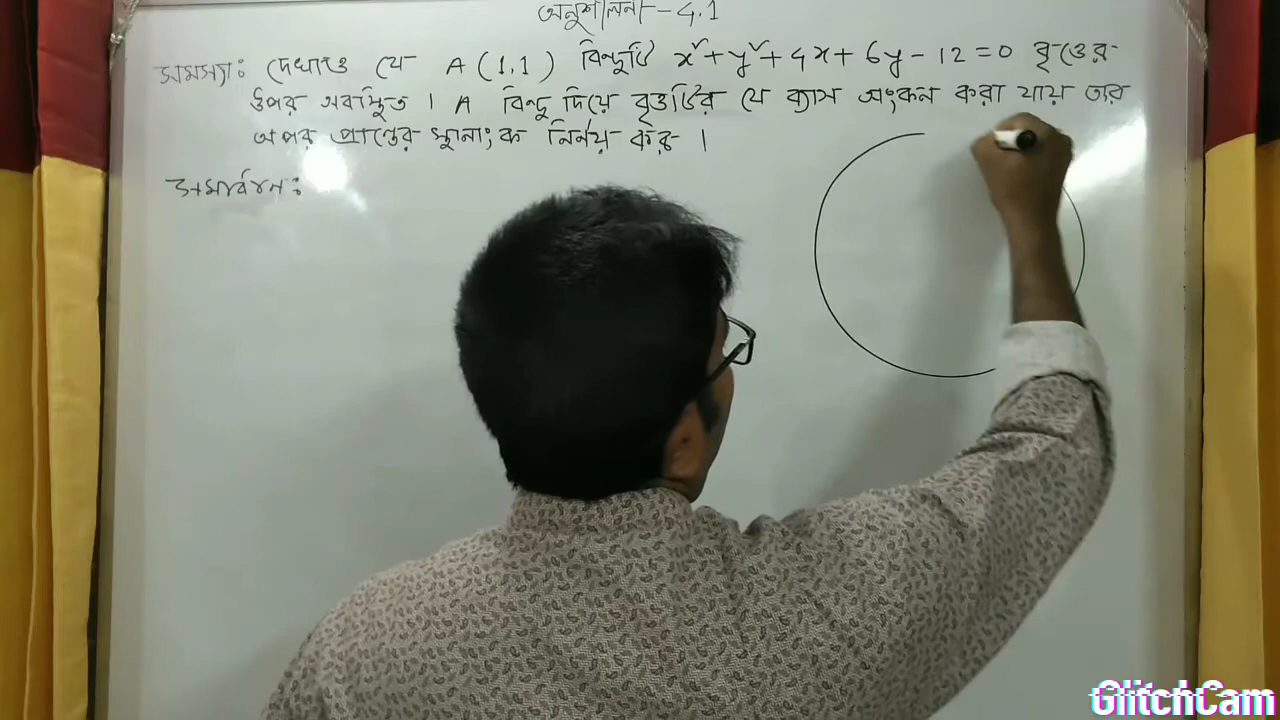 অনুশীলনী - 4.1
সমস্যাঃ দেখাও যে A (1,1) বিন্দুটি x²+y²+4x+6y-12=0 বৃত্তের
উপর অবস্থিত । A বিন্দু দিয়ে বৃত্তটির যে ব্যাস অংকন করা যায় তার
অপর প্রান্তের স্থানাংক নির্ণয় কর ।
সমাধানঃ
GlitchCam